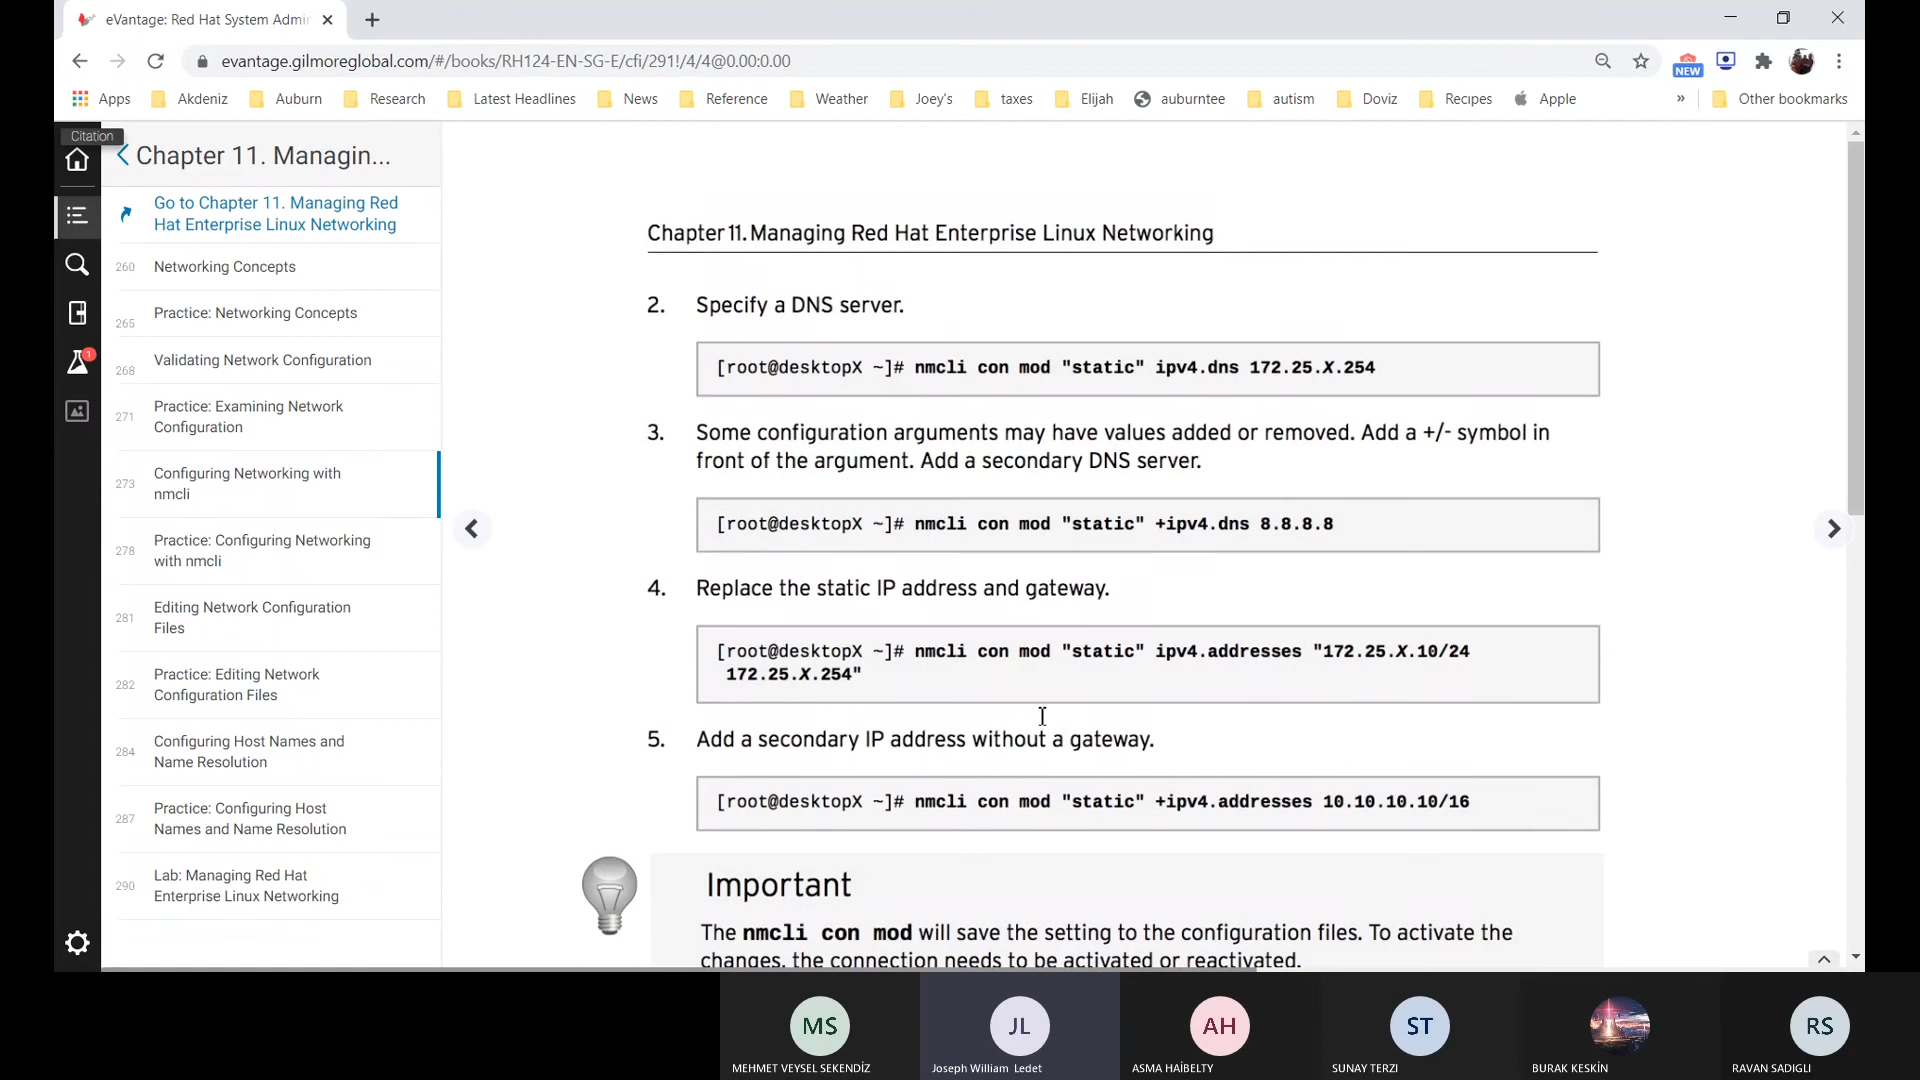 eVantage: Red Hat System Admi
evantage.gilmoreglobal.com/#/books/RH124-EN-SG-E/cfi/291!/4/4@0.00:0.00
NEW
Apps Akdeniz Auburn Research Latest Headlines News Reference Weather Joey's taxes Elijah auburntee autism Doviz Recipes Apple » Other bookmarks
Citation
Chapter 11. Managin...
Go to Chapter 11. Managing Red
Hat Enterprise Linux Networking
260 Networking Concepts
265 Practice: Networking Concepts
268 Validating Network Configuration
271 Practice: Examining Network
Configuration
273 Configuring Networking with
nmcli
278 Practice: Configuring Networking
with nmcli
281 Editing Network Configuration
Files
282 Practice: Editing Network
Configuration Files
284 Configuring Host Names and
Name Resolution
287 Practice: Configuring Host
Names and Name Resolution
290 Lab: Managing Red Hat
Enterprise Linux Networking
1
Chapter 11. Managing Red Hat Enterprise Linux Networking
2. Specify a DNS server.
[root@desktopX ~]# nmcli con mod "static" ipv4.dns 172.25.X.254
3. Some configuration arguments may have values added or removed. Add a +/- symbol in
front of the argument. Add a secondary DNS server.
[root@desktopX ~]# nmcli con mod "static" +ipv4.dns 8.8.8.8
4. Replace the static IP address and gateway.
[root@desktopX ~]# nmcli con mod "static" ipv4.addresses "172.25.X.10/24
172.25.X.254"
5. Add a secondary IP address without a gateway.
[root@desktopX ~]# nmcli con mod "static" +ipv4.addresses 10.10.10.10/16
Important
The nmcli con mod will save the setting to the configuration files. To activate the
changes, the connection needs to be activated or reactivated.
MS JL AH ST RS
MEHMET VEYSEL SEKENDİZ Joseph William Ledet ASMA HAİBELTY SUNAY TERZI BURAK KESKİN RAVAN SADIGLI